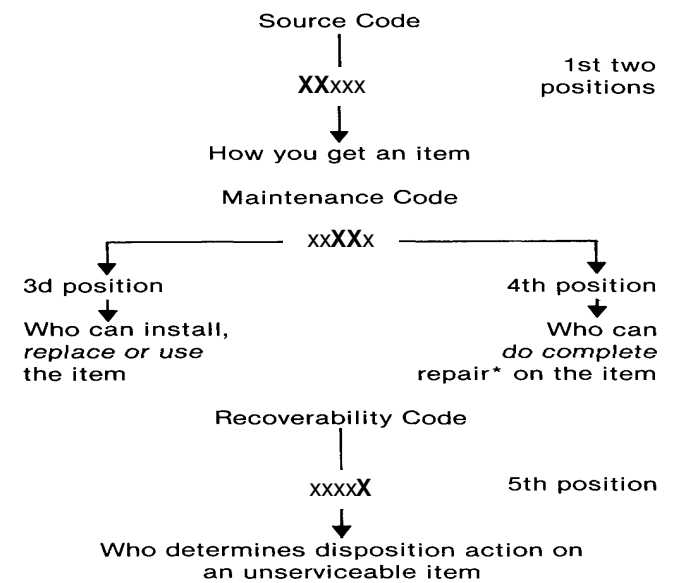 Source Code
XXxxx
1st two
positions
How you get an item
Maintenance Code
xxXXx
3d position
4th position
Who can install,
replace or use
the item
Who can
do complete
repair* on the item
Recoverability Code
xxxxX
5th position
Who determines disposition action on
an unserviceable item